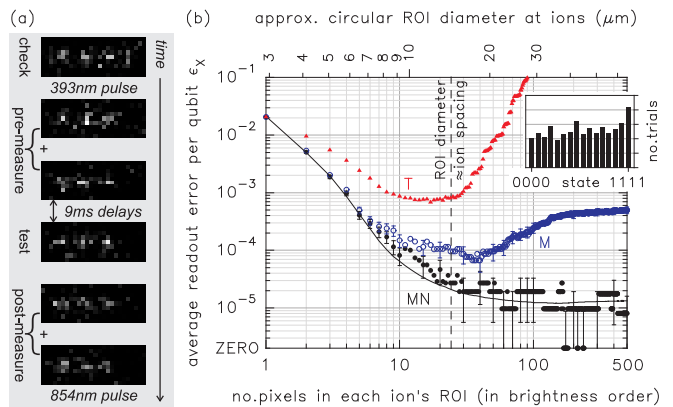 (a)
check
393nm pulse
pre-measure
+
9ms delays
test
post-measure
+
854nm pulse
time
(b)
approx. circular ROI diameter at ions (μm)
3 4 5 6 7 8 9 10 20 30
average readout error per qubit ϵX
10⁻¹
10⁻²
10⁻³
10⁻⁴
10⁻⁵
ZERO
T
M
MN
ROI diameter
≈ion spacing
no.trials
0000 state 1111
1 10 100 500
no.pixels in each ion's ROI (in brightness order)